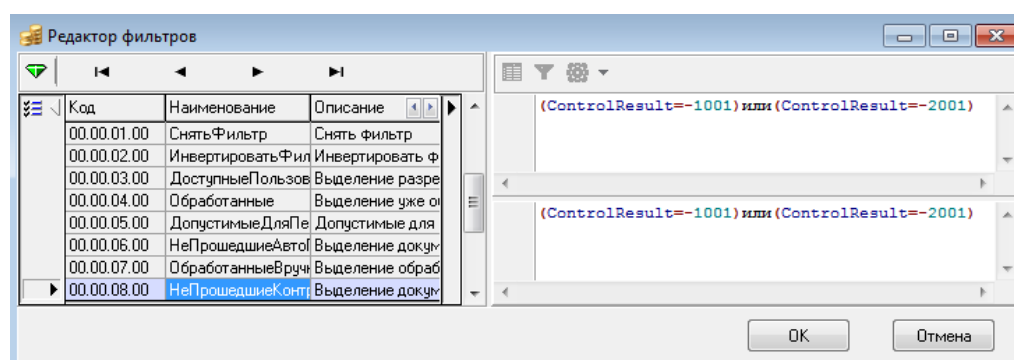 Редактор фильтров
Код Наименование Описание
00.00.01.00 СнятьФильтр Снять фильтр
00.00.02.00 ИнвертироватьФил Инвертировать ф
00.00.03.00 ДоступныеПользов Выделение разре
00.00.04.00 Обработанные Выделение уже о
00.00.05.00 ДопустимыеДляПе Допустимые для
00.00.06.00 НеПрошедшиеАвто Выделение докум
00.00.07.00 ОбработанныеВруч Выделение обраб
00.00.08.00 НеПрошедшиеКонт Выделение докум
(ControlResult=-1001)или(ControlResult=-2001)
(ControlResult=-1001)или(ControlResult=-2001)
OK Отмена